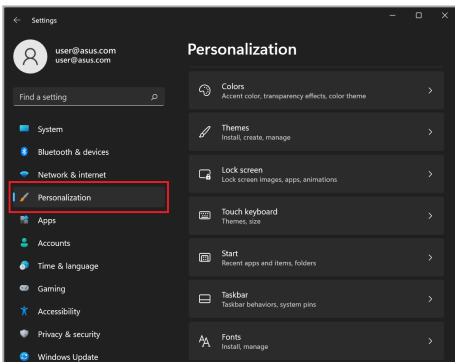 Settings
user@asus.com
user@asus.com
Find a setting
System
Bluetooth & devices
Network & internet
Personalization
Apps
Accounts
Time & language
Gaming
Accessibility
Privacy & security
Windows Update
Personalization
Colors
Accent color, transparency effects, color theme
Themes
Install, create, manage
Lock screen
Lock screen images, apps, animations
Touch keyboard
Themes, size
Start
Recent apps and items, folders
Taskbar
Taskbar behaviors, system pins
Fonts
Install, manage